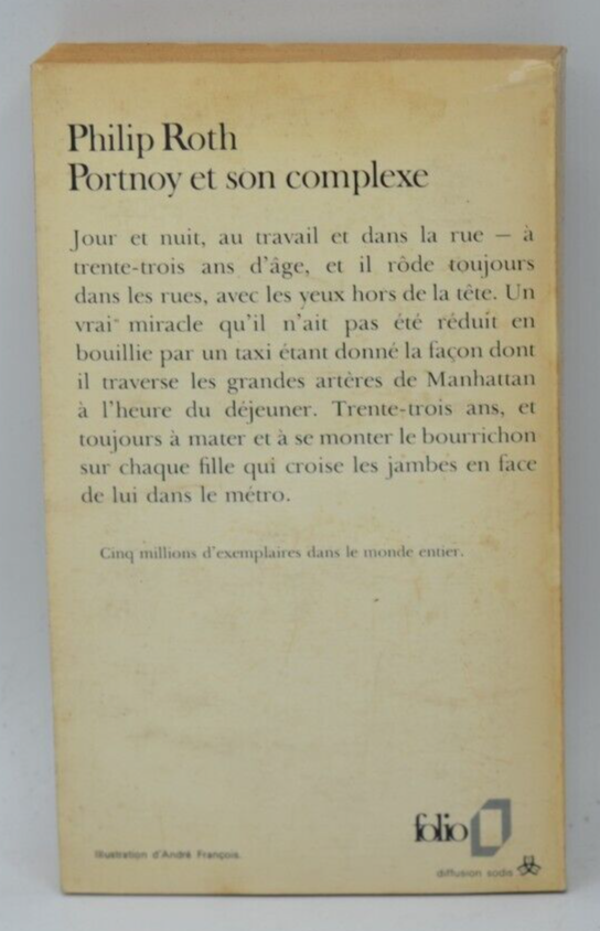 Philip Roth
Portnoy et son complexe
Jour et nuit, au travail et dans la rue — à
trente-trois ans d'âge, et il rôde toujours
dans les rues, avec les yeux hors de la tête. Un
vrai miracle qu'il n'ait pas été réduit en
bouillie par un taxi étant donné la façon dont
il traverse les grandes artères de Manhattan
à l'heure du déjeuner. Trente-trois ans, et
toujours à mater et à se monter le bourrichon
sur chaque fille qui croise les jambes en face
de lui dans le métro.
Cinq millions d'exemplaires dans le monde entier.
folio
Illustration d'André François.
diffusion sodis